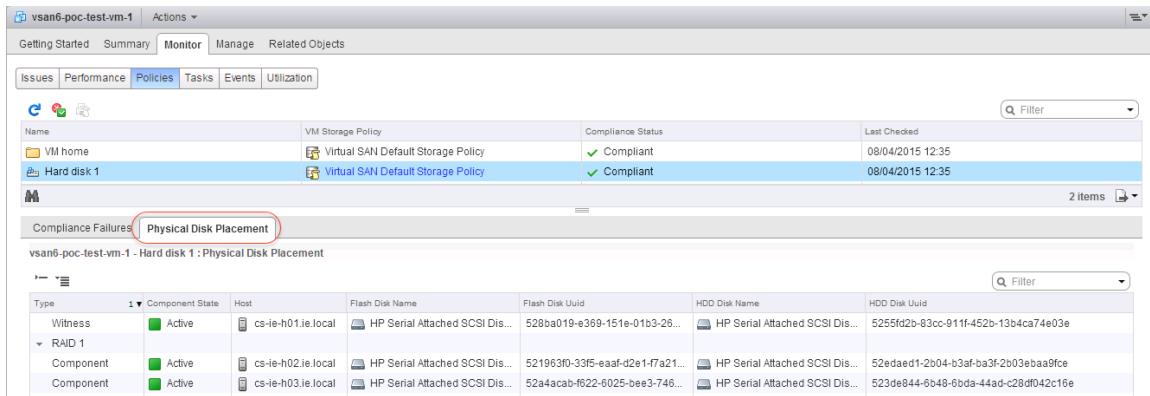 vsan6-poc-test-vm-1 Actions
Getting Started Summary Monitor Manage Related Objects
Issues Performance Policies Tasks Events Utilization
Filter
Name VM Storage Policy Compliance Status Last Checked
VM home Virtual SAN Default Storage Policy Compliant 08/04/2015 12:35
Hard disk 1 Virtual SAN Default Storage Policy Compliant 08/04/2015 12:35
2 items
Compliance Failures Physical Disk Placement
vsan6-poc-test-vm-1 - Hard disk 1 : Physical Disk Placement
Filter
Type 1 Component State Host Flash Disk Name Flash Disk Uuid HDD Disk Name HDD Disk Uuid
Witness Active cs-ie-h01.ie.local HP Serial Attached SCSI Dis... 528ba019-e369-151e-01b3-26... HP Serial Attached SCSI Dis... 5255fd2b-83cc-911f-452b-13b4ca74e03e
RAID 1
Component Active cs-ie-h02.ie.local HP Serial Attached SCSI Dis... 521963f0-33f5-eaaf-d2e1-f7a21... HP Serial Attached SCSI Dis... 52edaed1-2b04-b3af-ba3f-2b03ebaa9fce
Component Active cs-ie-h03.ie.local HP Serial Attached SCSI Dis... 52a4acab-f622-6025-bee3-746... HP Serial Attached SCSI Dis... 523de844-6b48-6bda-44ad-c28df042c16e